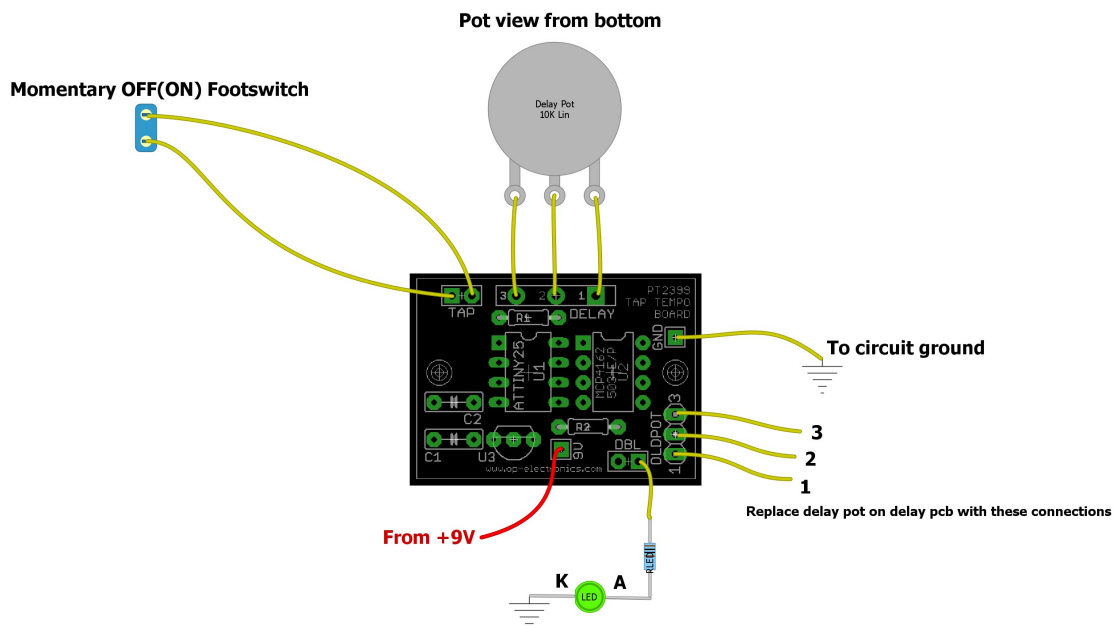 Pot view from bottom
Momentary OFF(ON) Footswitch
Delay Pot
10K Lin
3
2
1
PT2399
TAP TEMPO
BOARD
TAP
DELAY
R1
GND
ATTINY25
U1
MCP4162
503-E/P
U2
To circuit ground
C2
3
OLDPOT
1
R2
C1
U3
9V
DBL
www.op-electronics.com
3
2
1
Replace delay pot on delay pcb with these connections
From +9V
RLED
K
A
LED